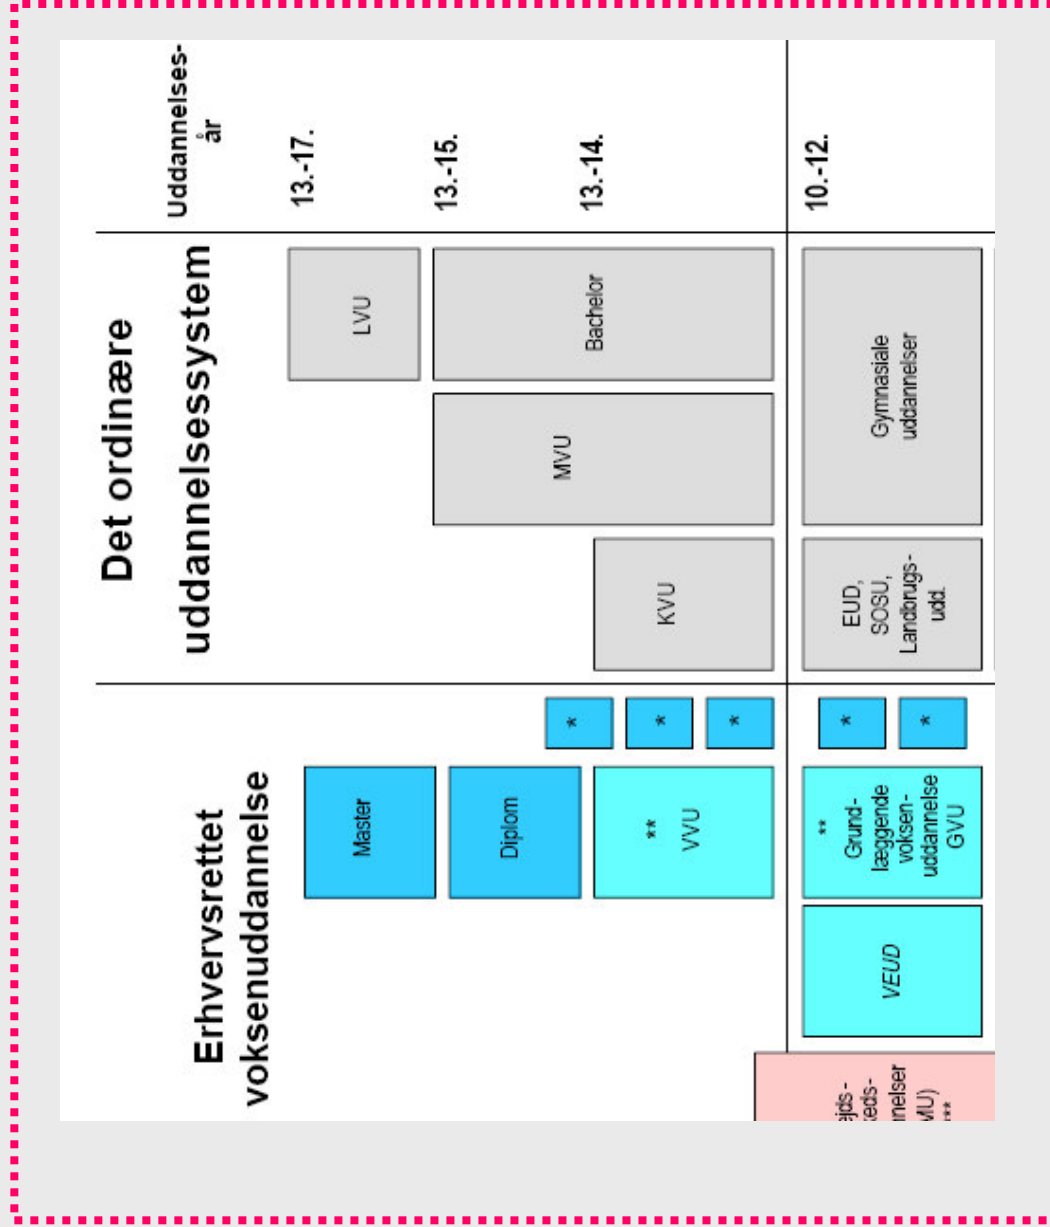 Erhvervsrettet
voksenuddannelse
Det ordinære
uddannelsessystem
Uddannelses-
år
Master
LVU
13.-17.
Diplom
MVU
Bachelor
13.-15.
*
*
*
**
VVU
KVU
13.-14.
VEUD
**
Grund-
læggende
voksen-
uddannelse
GVU
*
*
EUD,
SOSU,
Landbrugs-
udd.
Gymnasiale
uddannelser
10.-12.